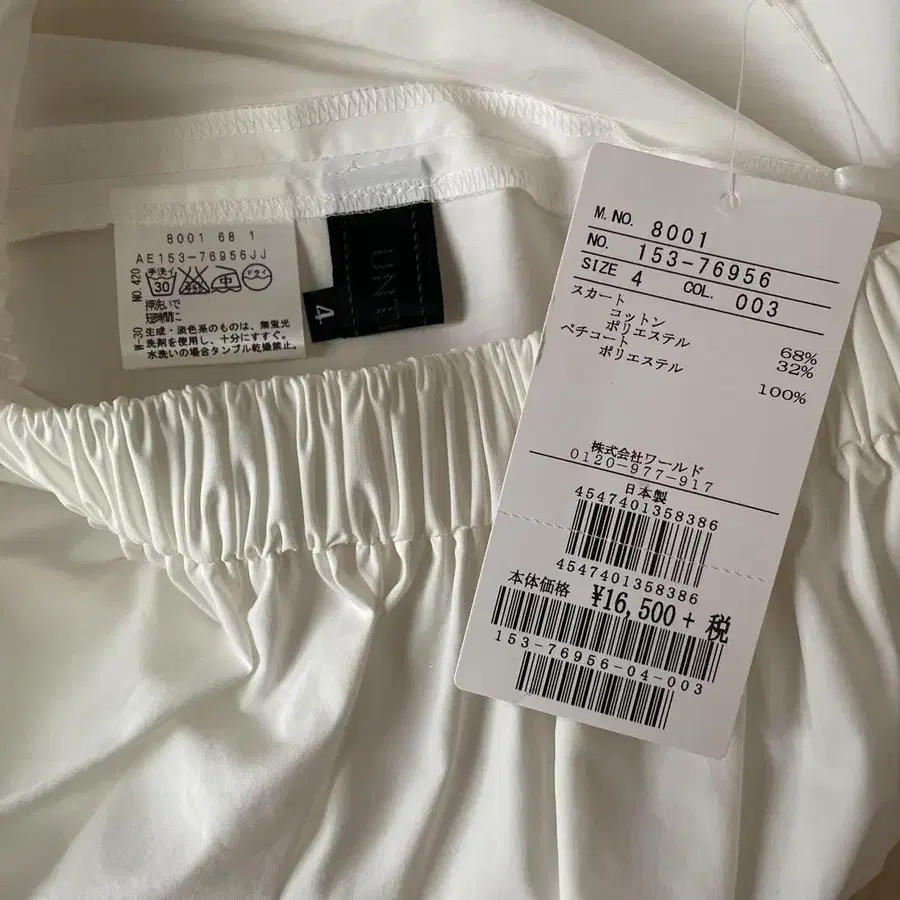 8001 68 1
AE153-76956JJ
手洗イ
30
ドライ
NO.420
W-30
押洗いで
短時間に
生成・淡色系のものは、無蛍光
洗剤を使用し、十分にすすぐ。
水洗いの場合タンブル乾燥禁止。
UNTI
4
M. NO. 8001
NO. 153-76956
SIZE 4 COL. 003
スカート
コットン 68%
ポリエステル 32%
ペチコート
ポリエステル 100%
株式会社ワールド
0120-977-917
日本製
4547401358386
4547401358386
本体価格 ¥16,500+ 税
153-76956-04-003